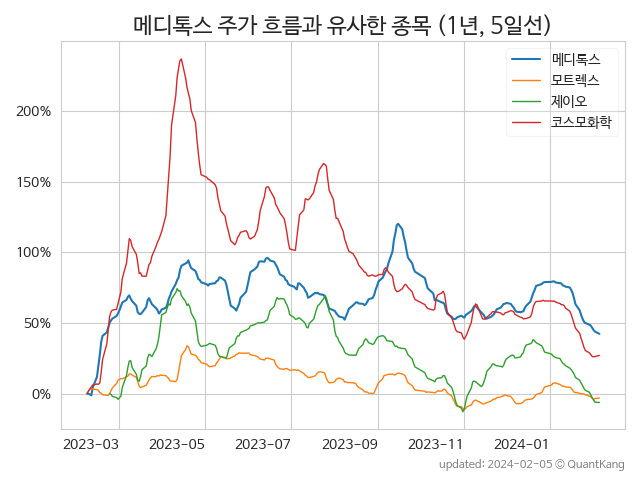 메디톡스 주가 흐름과 유사한 종목 (1년, 5일선)
메디톡스
모트렉스
제이오
코스모화학
200%
150%
100%
50%
0%
2023-03 2023-05 2023-07 2023-09 2023-11 2024-01
updated: 2024-02-05 © QuantKang